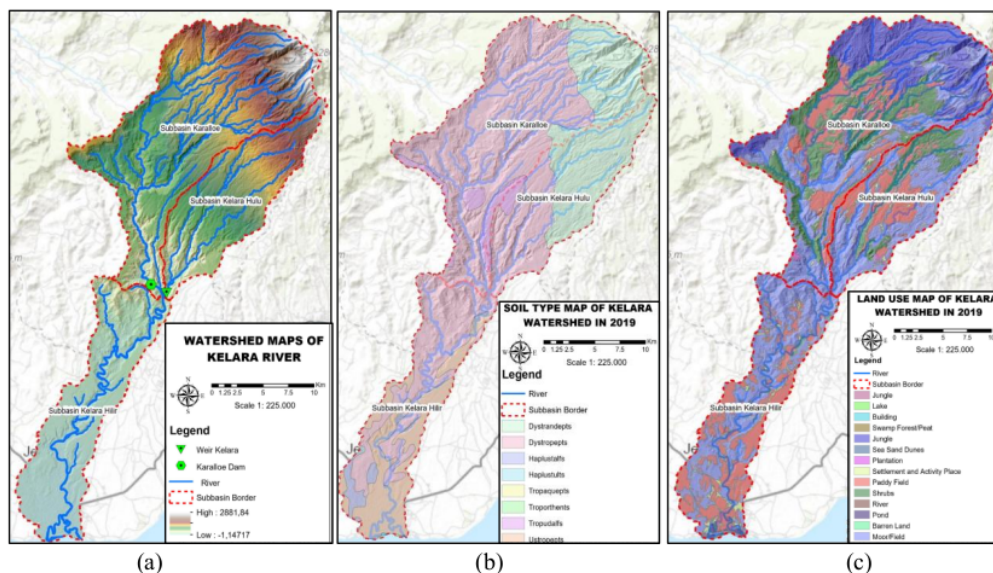 Subbasin Karalloe
Subbasin Kelara Hulu
Subbasin Kelara Hilir
WATERSHED MAPS OF
KELARA RIVER
0 1.25 2.5 5 7.5 10
Km
Scale 1: 225.000
Legend
Weir Kelara
Karalloe Dam
River
Subbasin Border
High : 2881,84
Low : -1,14717
(a)
Subbasin Karalloe
Subbasin Kelara Hulu
Subbasin Kelara Hilir
SOIL TYPE MAP OF KELARA
WATERSHED IN 2019
0 1.25 2.5 5 7.5 10
Scale 1: 225.000
Legend
River
Subbasin Border
Dystrandepts
Dystropepts
Haplustalfs
Haplustults
Tropaquepts
Troporthents
Tropudalfs
Ustropepts
(b)
Subbasin Karalloe
Subbasin Kelara Hulu
Subbasin Kelara Hilir
LAND USE MAP OF KELARA
WATERSHED IN 2019
0 1.25 2.5 5 7.5 10
Scale 1: 225.000
Legend
River
Subbasin Border
Jungle
Lake
Building
Swamp Forest/Peat
Jungle
Sea Sand Dunes
Plantation
Settlement and Activity Place
Paddy Field
Shrubs
River
Pond
Barren Land
Moor/Field
(c)